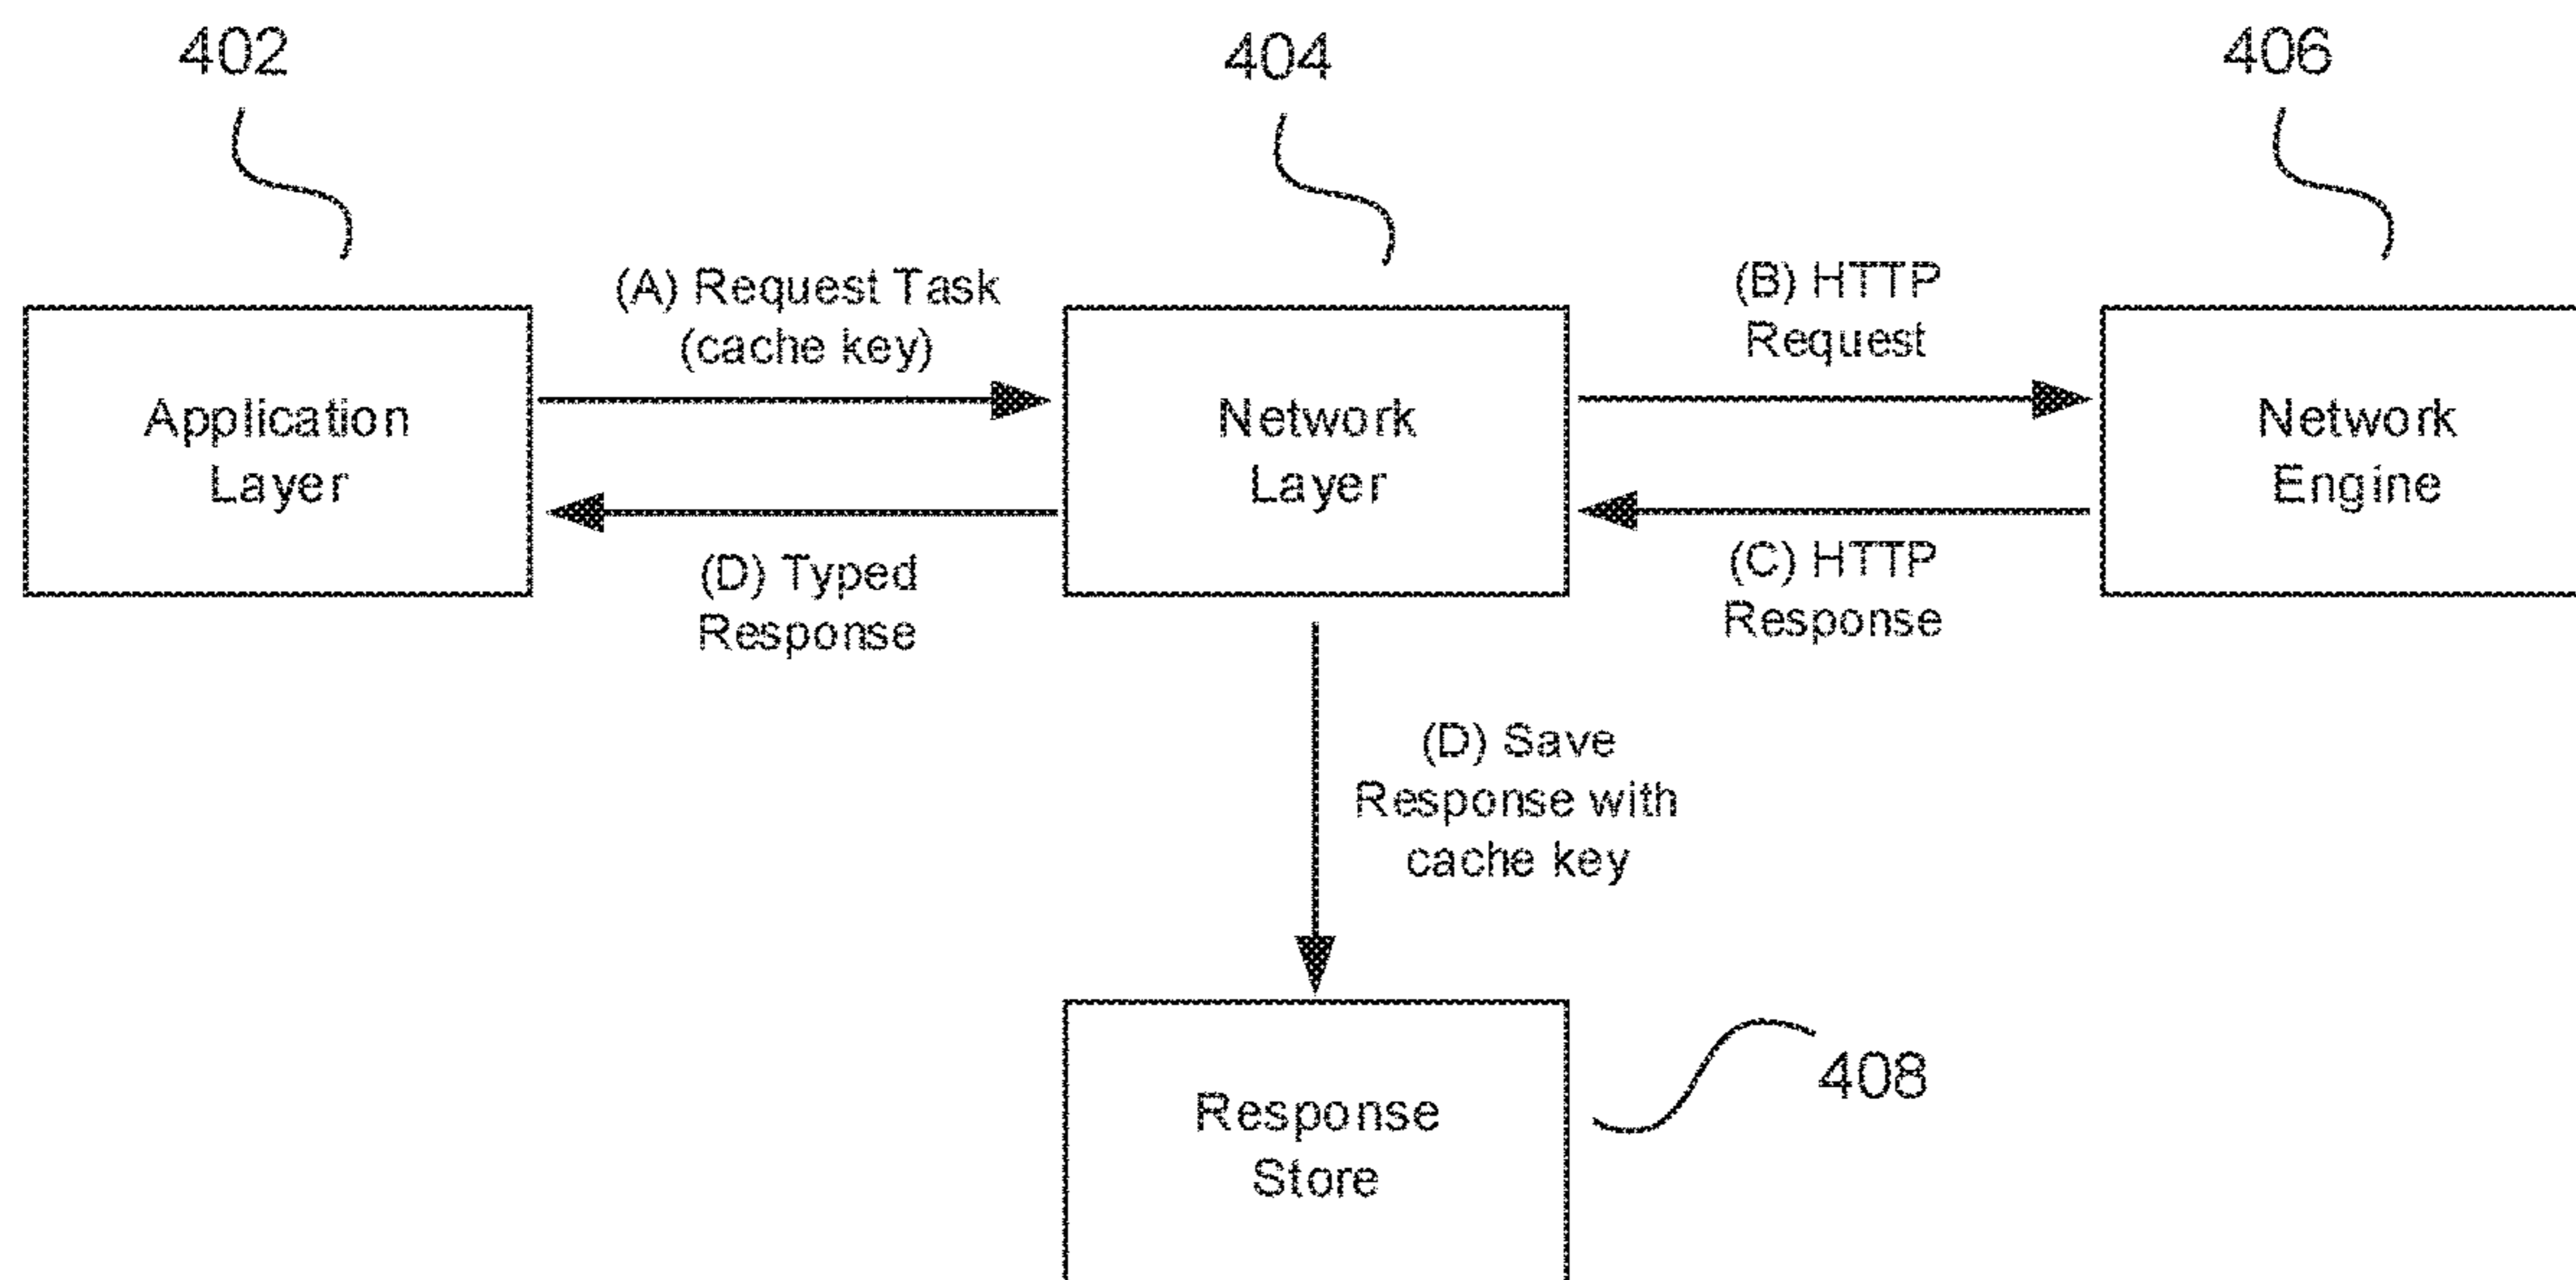 402
404
406
(A) Request Task
(cache key)
(B) HTTP
Request
Application
Layer
Network
Layer
Network
Engine
(D) Typed
Response
(C) HTTP
Response
(D) Save
Response with
cache key
Response
Store
408